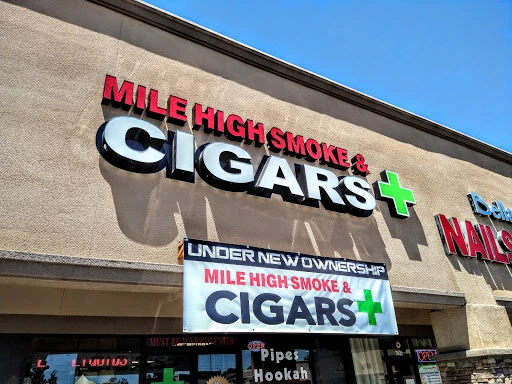 MILE HIGH SMOKE &
CIGARS
NAILS
UNDER NEW OWNERSHIP
MILE HIGH SMOKE &
CIGARS
OPEN
Pipes
Hookah
OPEN